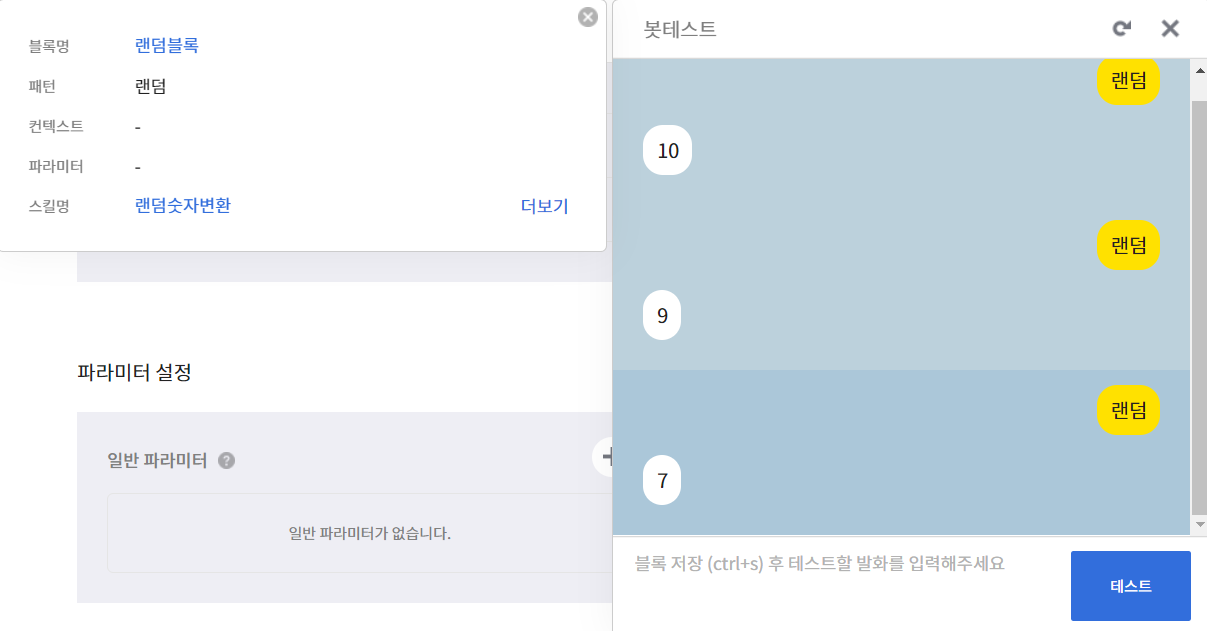 블록명 랜덤블록
패턴 랜덤
컨텍스트 -
파라미터 -
스킬명 랜덤숫자변환 더보기
파라미터 설정
일반 파라미터 ?
일반 파라미터가 없습니다.
봇테스트
랜덤
10
랜덤
9
랜덤
7
블록 저장 (ctrl+s) 후 테스트할 발화를 입력해주세요
테스트